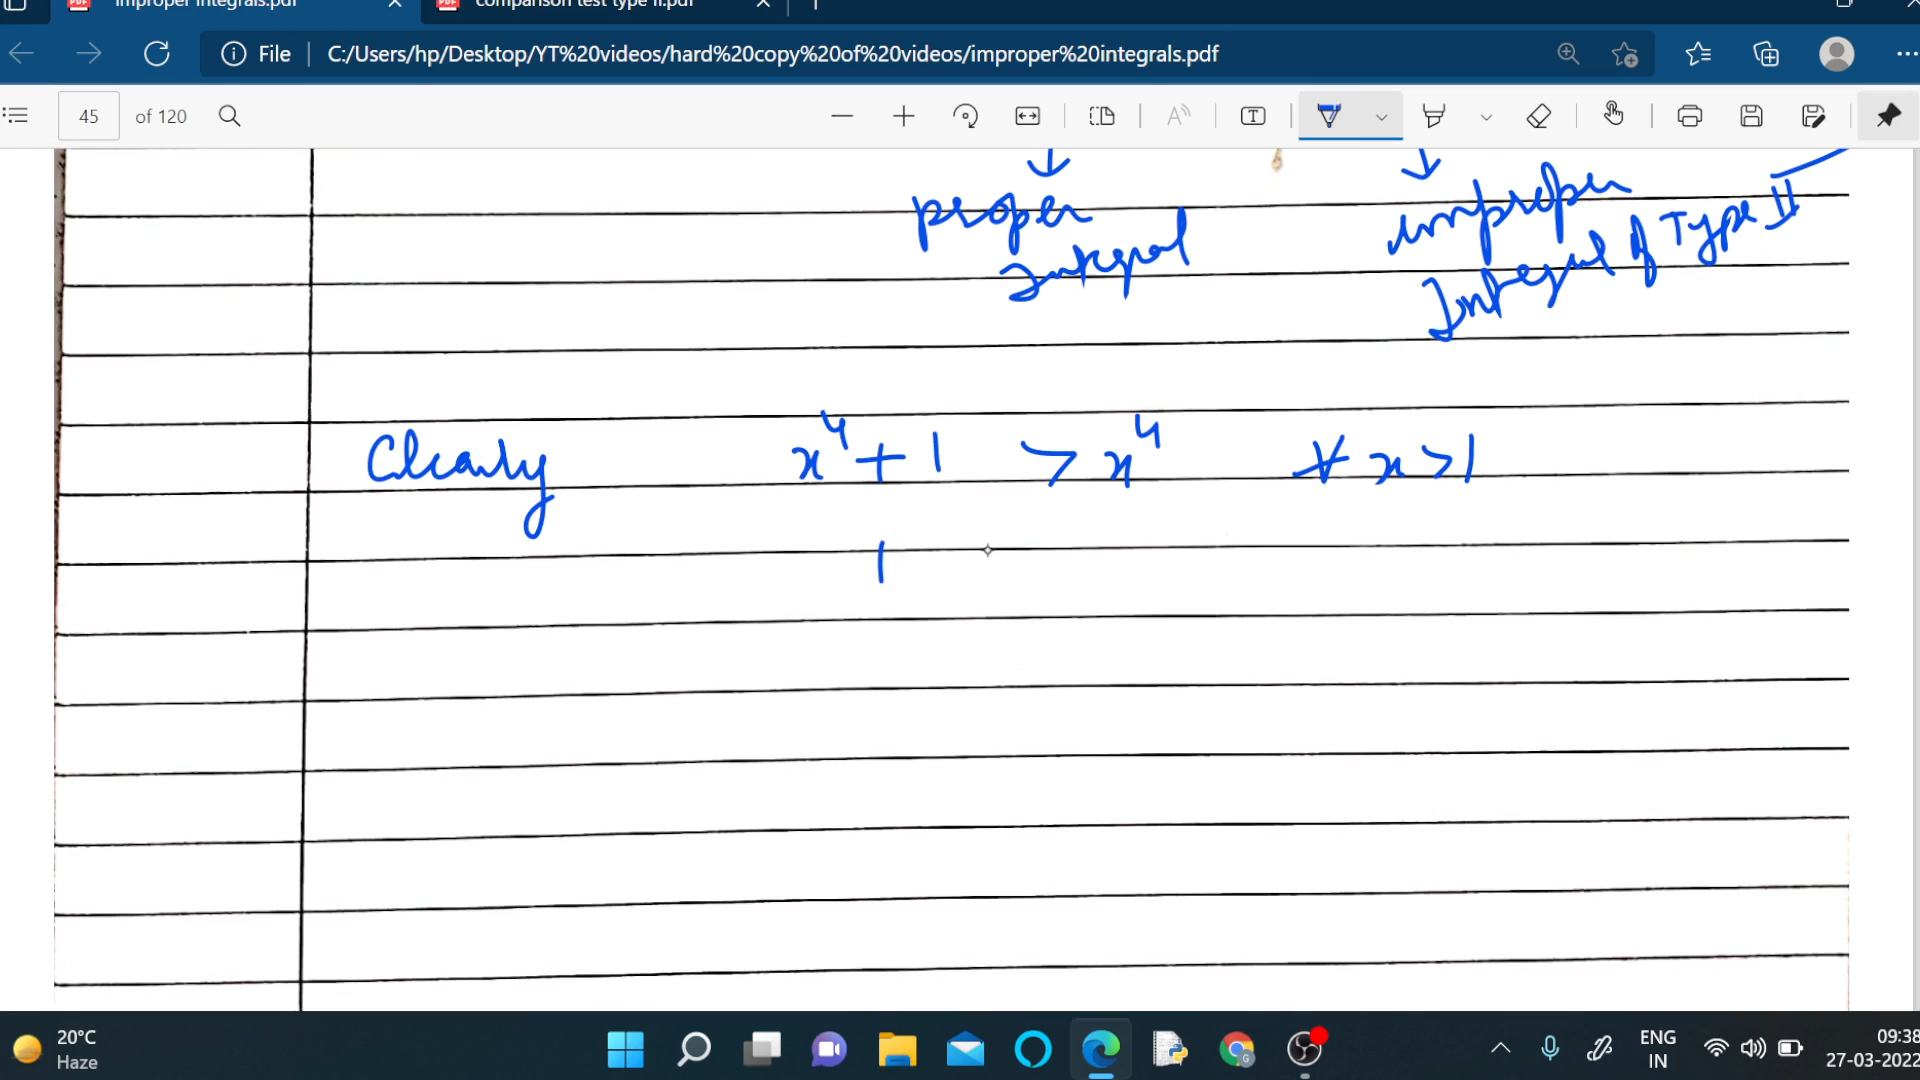 improper integrals.pdf
comparison test type II.pdf
File
C:/Users/hp/Desktop/YT%20videos/hard%20copy%20of%20videos/improper%20integrals.pdf
45 of 120
proper Integral
improper Integral of Type II
Clearly x⁴ + 1 > x⁴ ∀ x > 1
1
20°C
Haze
ENG
IN
09:38
27-03-2022